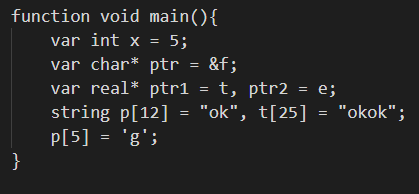 function void main(){
    var int x = 5;
    var char* ptr = &f;
    var real* ptr1 = t, ptr2 = e;
    string p[12] = "ok", t[25] = "okok";
    p[5] = 'g';
}